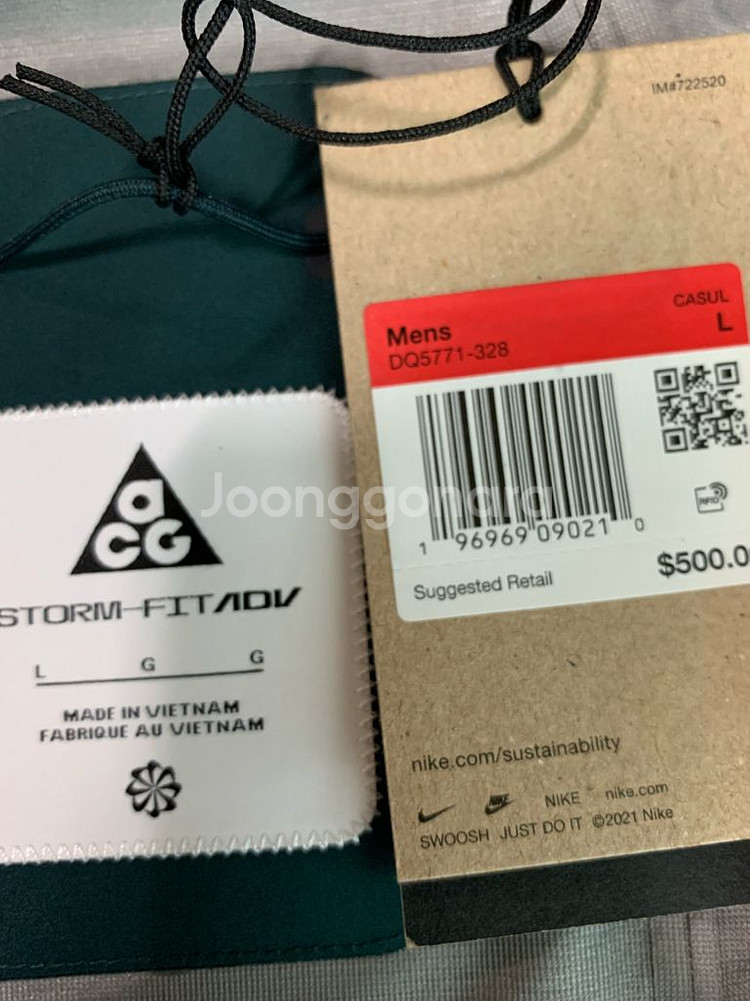 IM#722520
Mens
CASUL
DQ5771-328
L
RFID
1 96969 09021 0
Suggested Retail
$500.0
nike.com/sustainability
NIKE nike.com
SWOOSH JUST DO IT ©2021 Nike
aCG
STORM-FITADV
L G G
MADE IN VIETNAM
FABRIQUE AU VIETNAM
Joonggonara